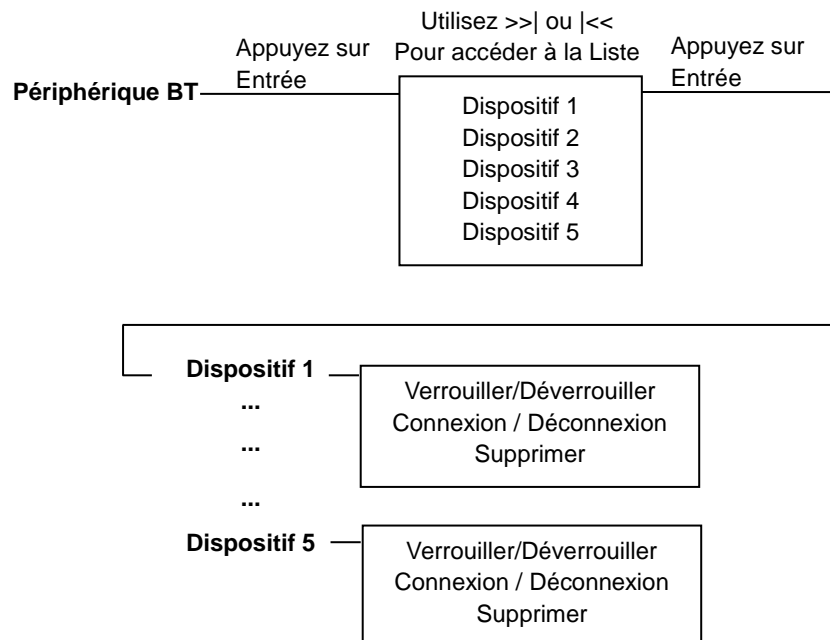 Utilisez >>| ou |<<
Appuyez sur
Entrée
Pour accéder à la Liste
Appuyez sur
Entrée
Périphérique BT
Dispositif 1
Dispositif 2
Dispositif 3
Dispositif 4
Dispositif 5
Dispositif 1
...
...
...
Verrouiller/Déverrouiller
Connexion / Déconnexion
Supprimer
Dispositif 5
Verrouiller/Déverrouiller
Connexion / Déconnexion
Supprimer